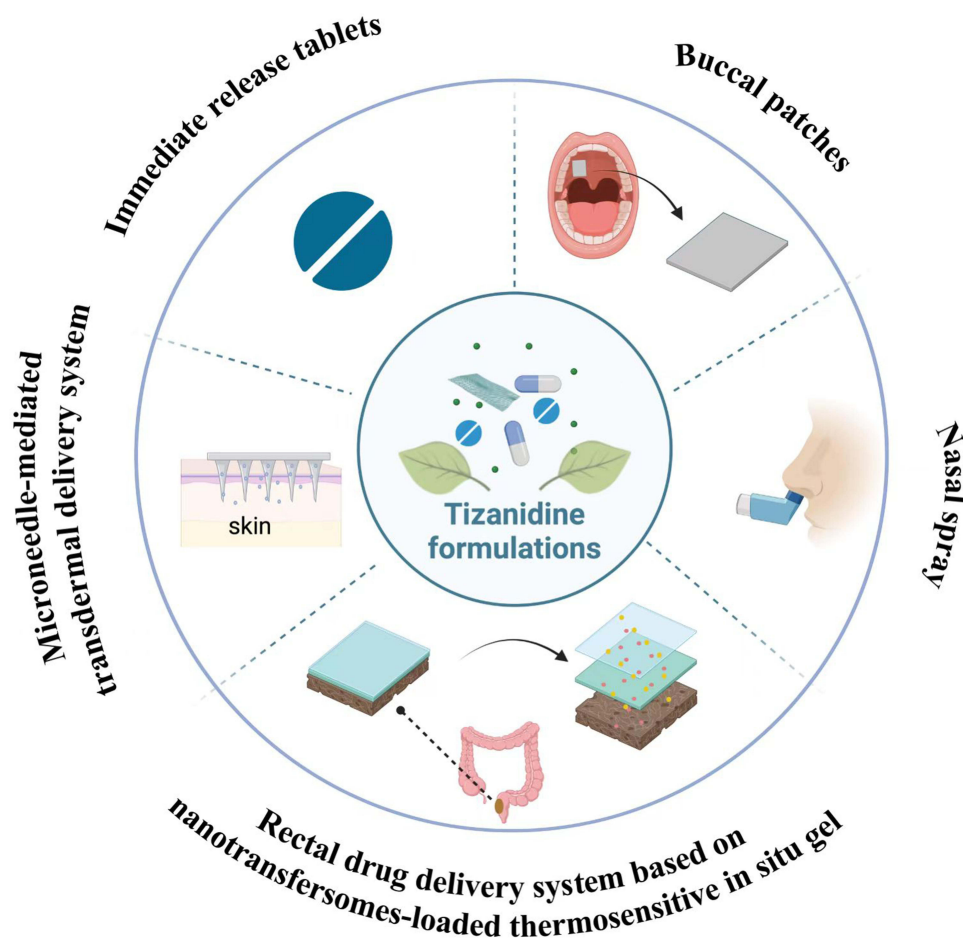 Immediate release tablets
Buccal patches
Microneedle-mediated
transdermal delivery system
Nasal spray
skin
Tizanidine
formulations
Rectal drug delivery system based on
nanotransfersomes-loaded thermosensitive in situ gel